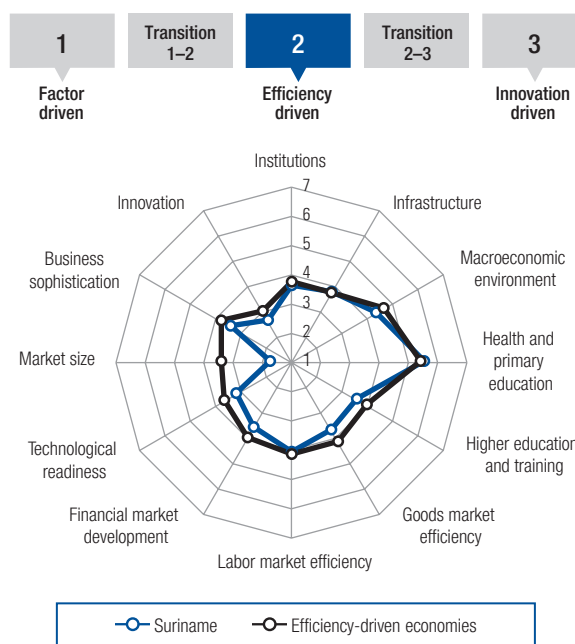 1
Transition
1–2
2
Transition
2–3
3
Factor
driven
Efficiency
driven
Innovation
driven
Institutions
Infrastructure
Macroeconomic
environment
Health and
primary
education
Higher education
and training
Goods market
efficiency
Labor market efficiency
Financial market
development
Technological
readiness
Market size
Business
sophistication
Innovation
7
6
5
4
3
2
1
Suriname
Efficiency-driven economies